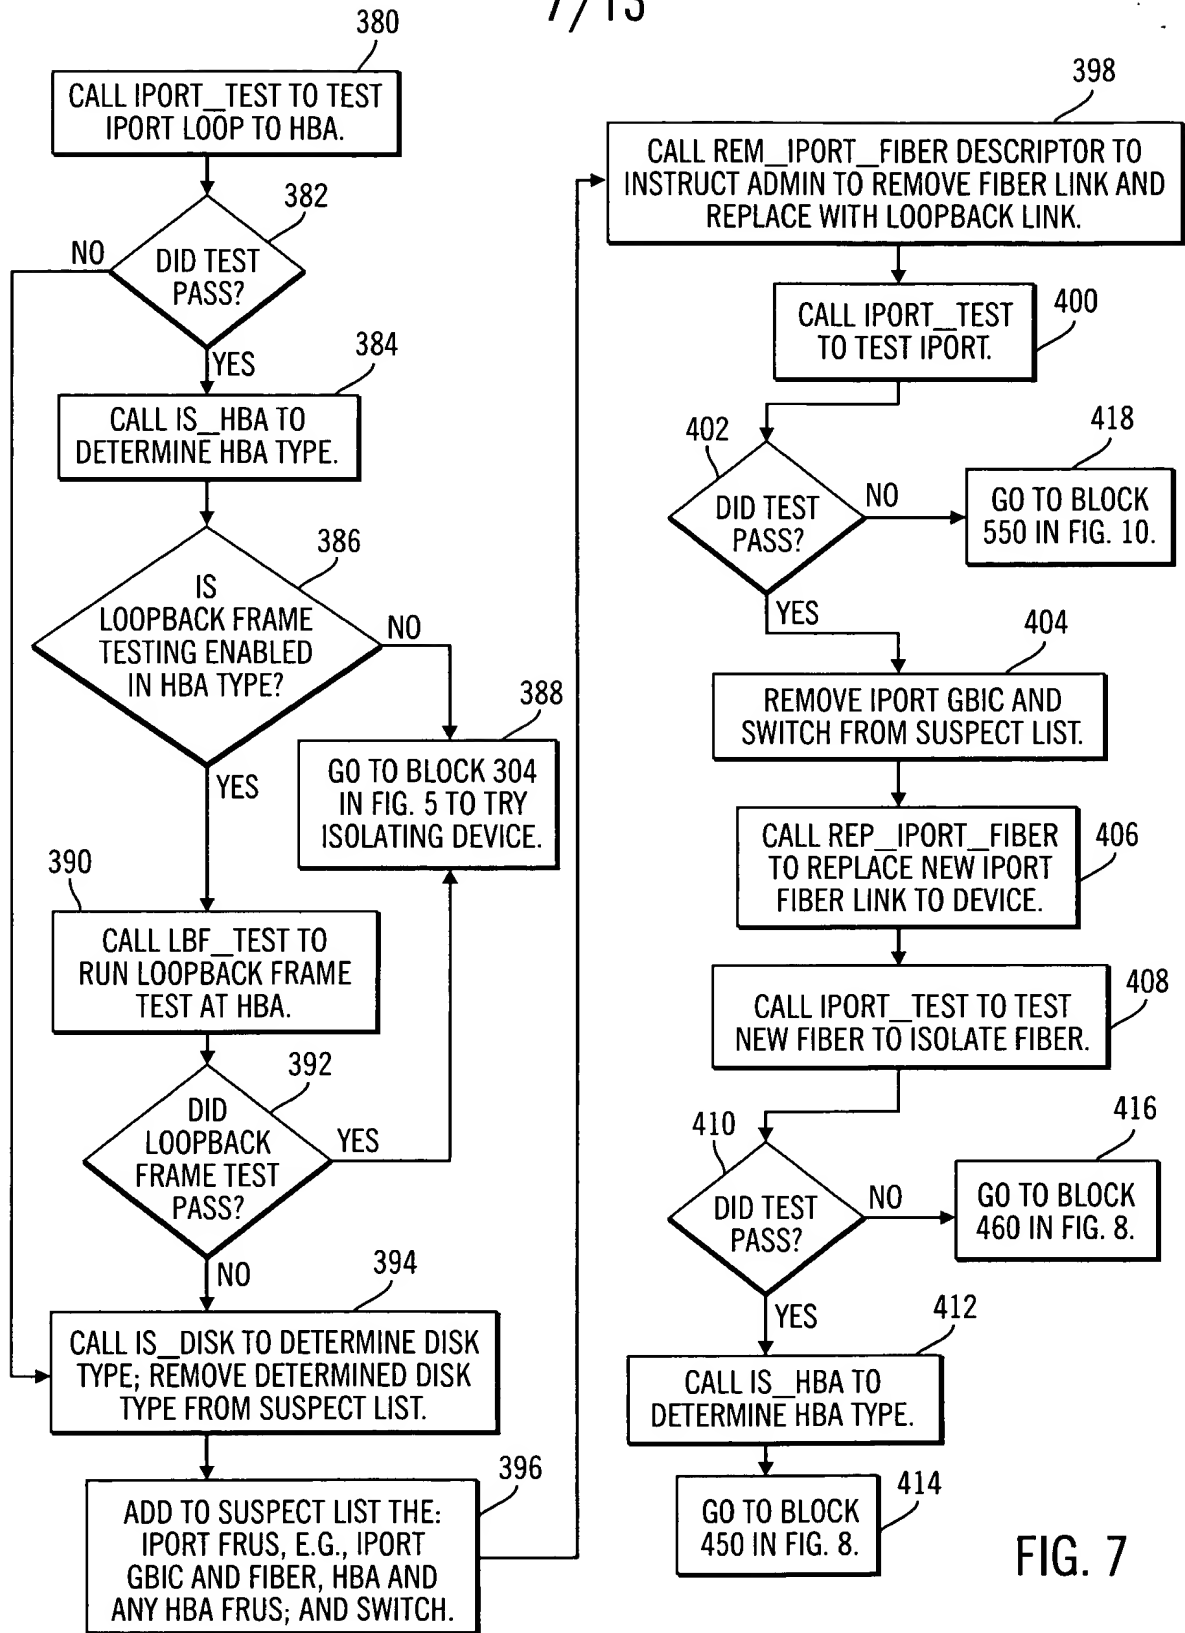 7/13
380
CALL IPORT_TEST TO TEST
IPORT LOOP TO HBA.
382
NO
DID TEST
PASS?
YES
384
CALL IS_HBA TO
DETERMINE HBA TYPE.
386
IS
LOOPBACK FRAME
TESTING ENABLED
IN HBA TYPE?
NO
388
YES
GO TO BLOCK 304
IN FIG. 5 TO TRY
ISOLATING DEVICE.
390
CALL LBF_TEST TO
RUN LOOPBACK FRAME
TEST AT HBA.
392
DID
LOOPBACK
FRAME TEST
PASS?
YES
NO
394
CALL IS_DISK TO DETERMINE DISK
TYPE; REMOVE DETERMINED DISK
TYPE FROM SUSPECT LIST.
396
ADD TO SUSPECT LIST THE:
IPORT FRUS, E.G., IPORT
GBIC AND FIBER, HBA AND
ANY HBA FRUS; AND SWITCH.
398
CALL REM_IPORT_FIBER DESCRIPTOR TO
INSTRUCT ADMIN TO REMOVE FIBER LINK AND
REPLACE WITH LOOPBACK LINK.
400
CALL IPORT_TEST
TO TEST IPORT.
402
DID TEST
PASS?
NO
418
GO TO BLOCK
550 IN FIG. 10.
YES
404
REMOVE IPORT GBIC AND
SWITCH FROM SUSPECT LIST.
406
CALL REP_IPORT_FIBER
TO REPLACE NEW IPORT
FIBER LINK TO DEVICE.
408
CALL IPORT_TEST TO TEST
NEW FIBER TO ISOLATE FIBER.
410
DID TEST
PASS?
NO
416
GO TO BLOCK
460 IN FIG. 8.
YES
412
CALL IS_HBA TO
DETERMINE HBA TYPE.
414
GO TO BLOCK
450 IN FIG. 8.
FIG. 7